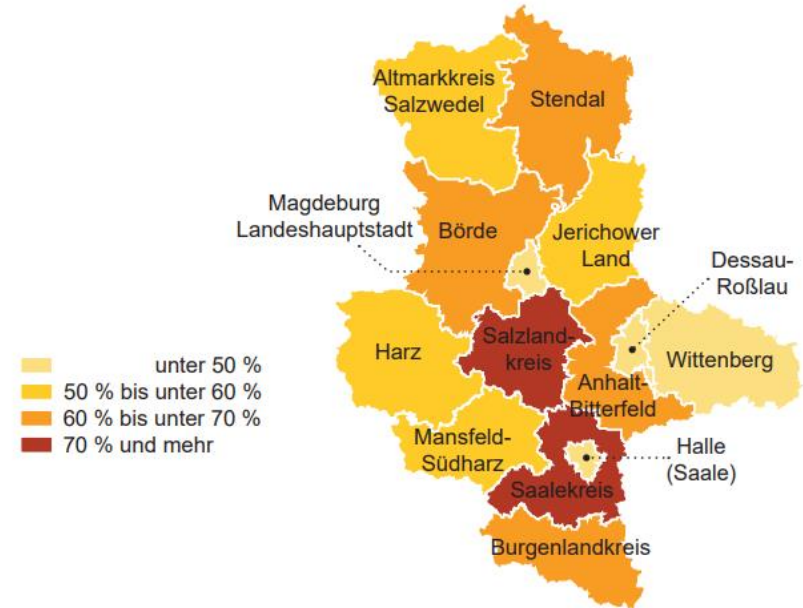 Altmarkkreis
Salzwedel
Stendal
Magdeburg
Landeshauptstadt
Börde
Jerichower
Land
Dessau-
Roßlau
Harz
Salzland-
kreis
Wittenberg
Anhalt-
Bitterfeld
unter 50 %
50 % bis unter 60 %
60 % bis unter 70 %
70 % und mehr
Mansfeld-
Südharz
Halle
(Saale)
Saalekreis
Burgenlandkreis